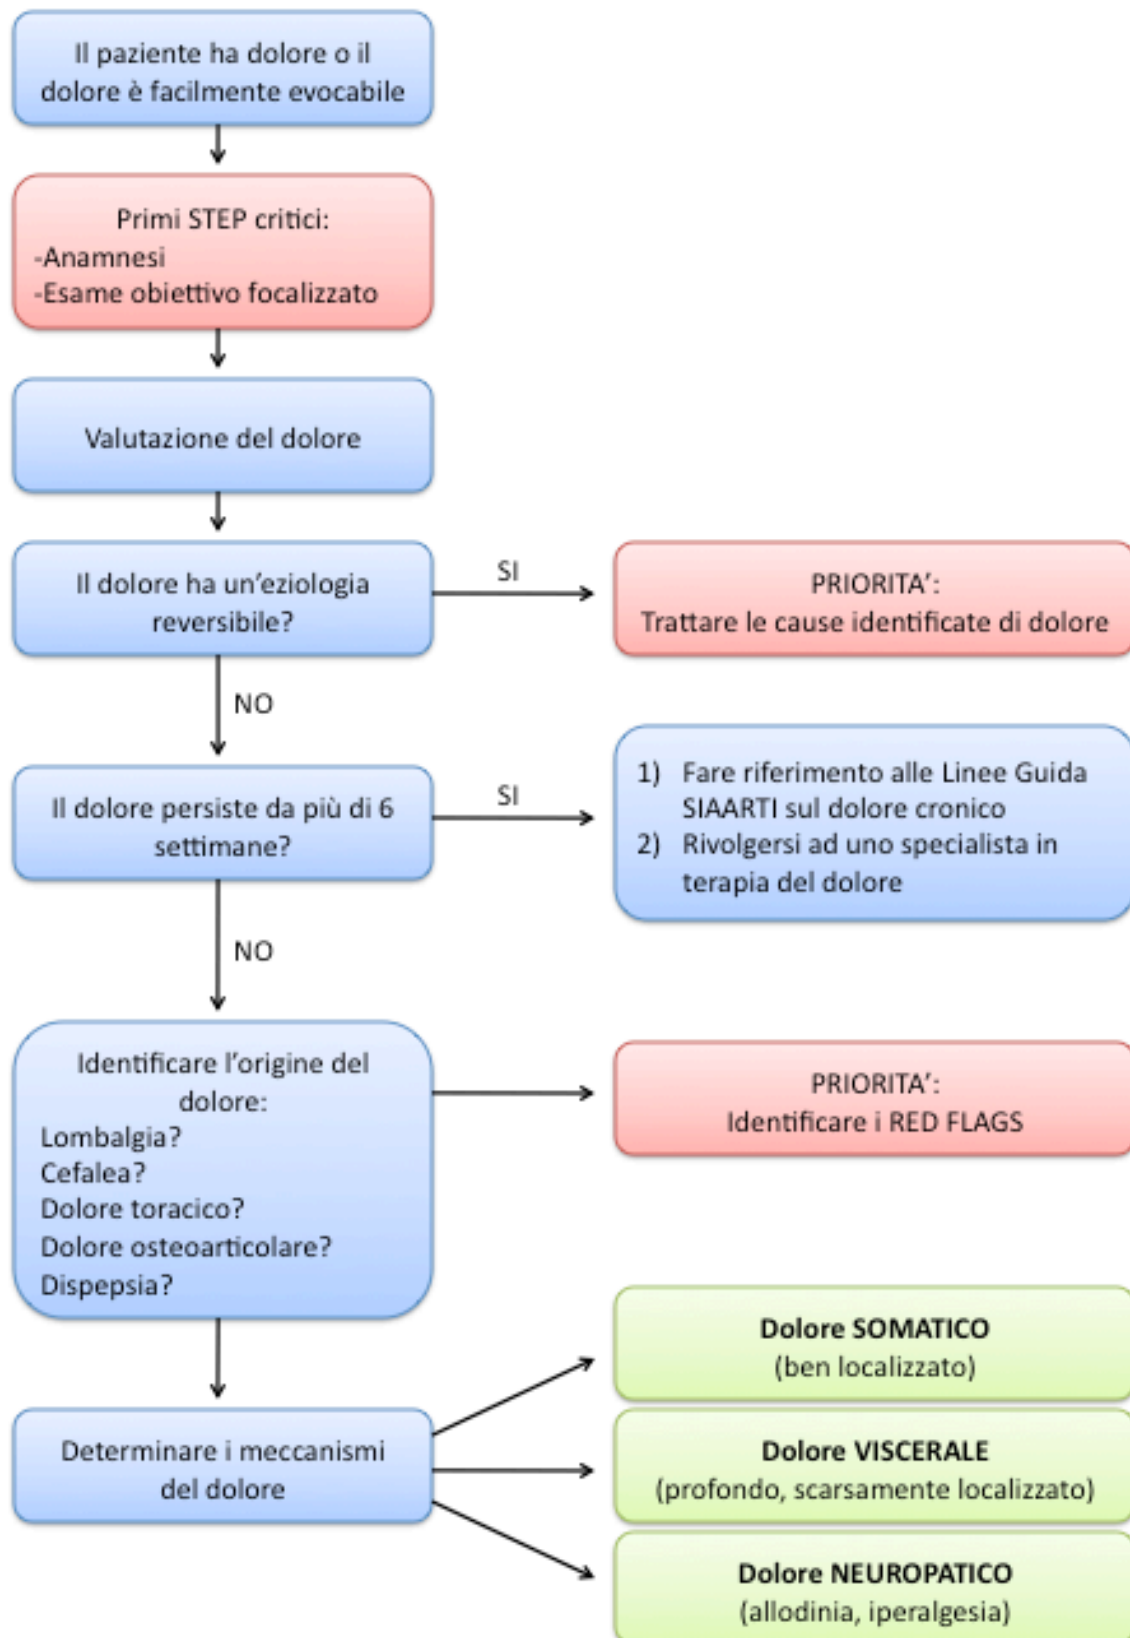 Il paziente ha dolore o il
dolore è facilmente evocabile
Primi STEP critici:
-Anamnesi
-Esame obiettivo focalizzato
Valutazione del dolore
Il dolore ha un’eziologia
reversibile?
SI
PRIORITA’:
Trattare le cause identificate di dolore
NO
Il dolore persiste da più di 6
settimane?
SI
1) Fare riferimento alle Linee Guida
SIAARTI sul dolore cronico
2) Rivolgersi ad uno specialista in
terapia del dolore
NO
Identificare l’origine del
dolore:
Lombalgia?
Cefalea?
Dolore toracico?
Dolore osteoarticolare?
Dispepsia?
PRIORITA’:
Identificare i RED FLAGS
Determinare i meccanismi
del dolore
Dolore SOMATICO
(ben localizzato)
Dolore VISCERALE
(profondo, scarsamente localizzato)
Dolore NEUROPATICO
(allodinia, iperalgesia)